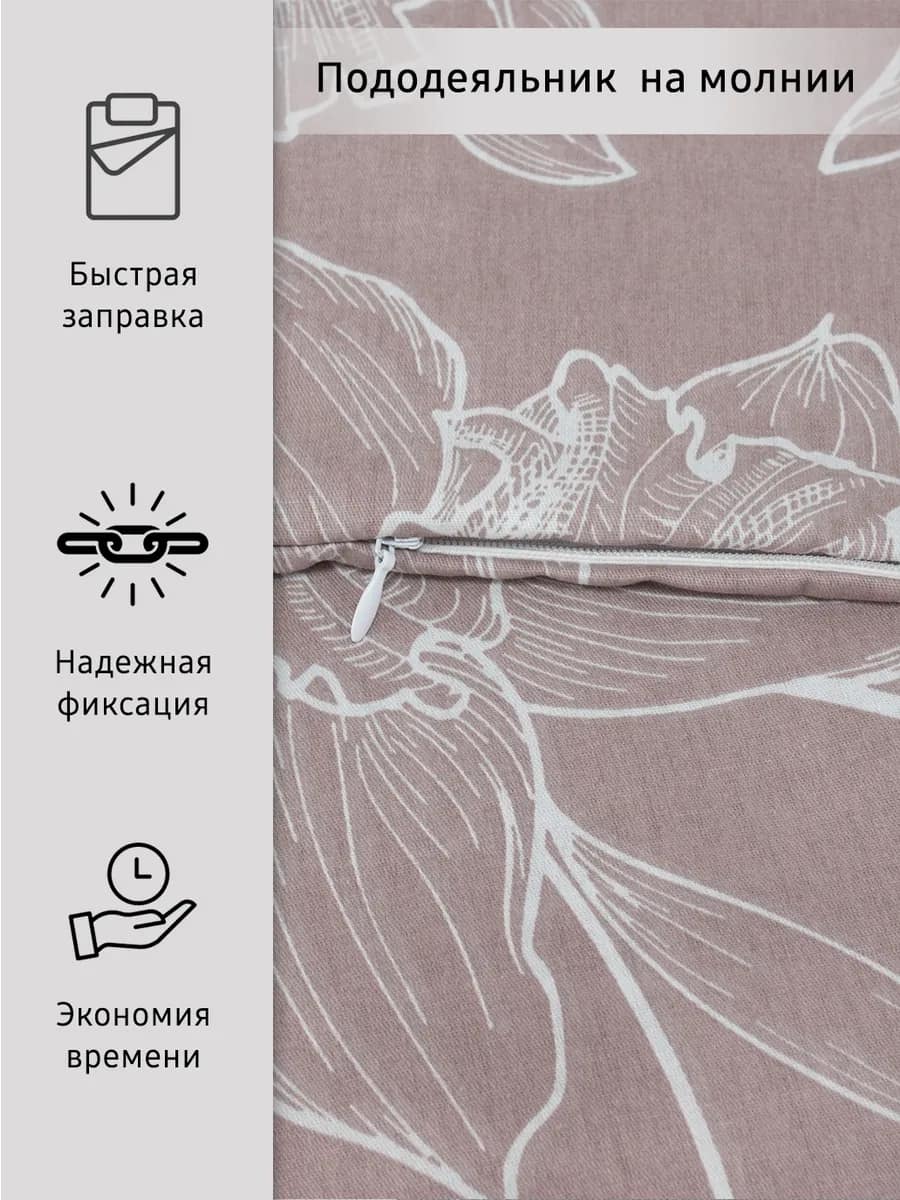 Пододеяльник на молнии
Быстрая
заправка
Надежная
фиксация
Экономия
времени